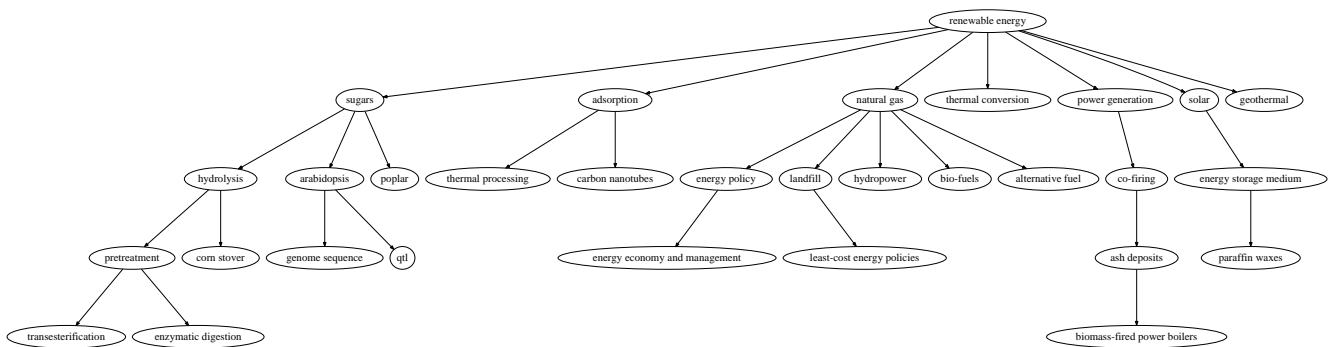 renewable energy
sugars
adsorption
natural gas
thermal conversion
power generation
solar
geothermal
hydrolysis
arabidopsis
poplar
thermal processing
carbon nanotubes
energy policy
landfill
hydropower
bio-fuels
alternative fuel
co-firing
energy storage medium
pretreatment
corn stover
genome sequence
qtl
energy economy and management
least-cost energy policies
ash deposits
paraffin waxes
transesterification
enzymatic digestion
biomass-fired power boilers